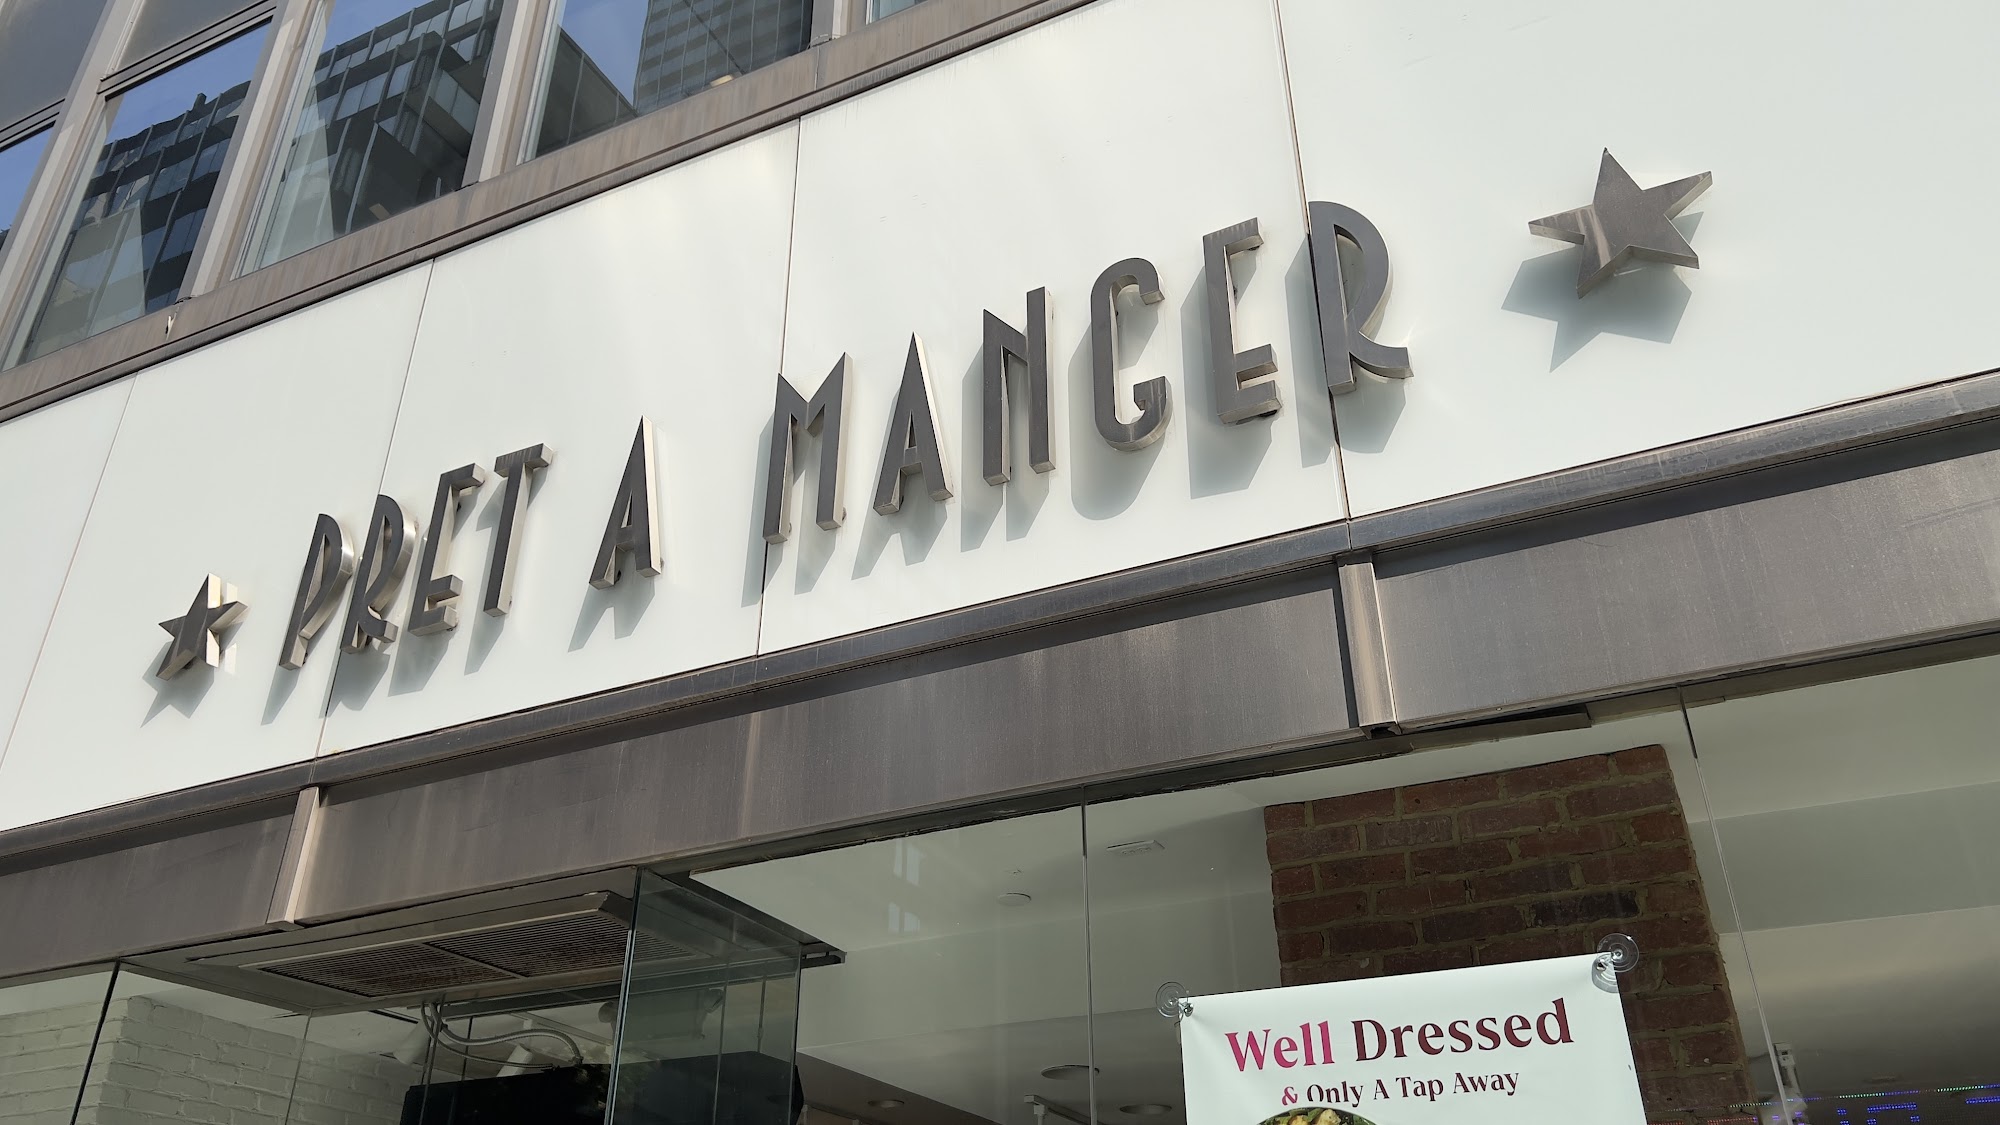 PRET A MANGER
Well Dressed
& Only A Tap Away